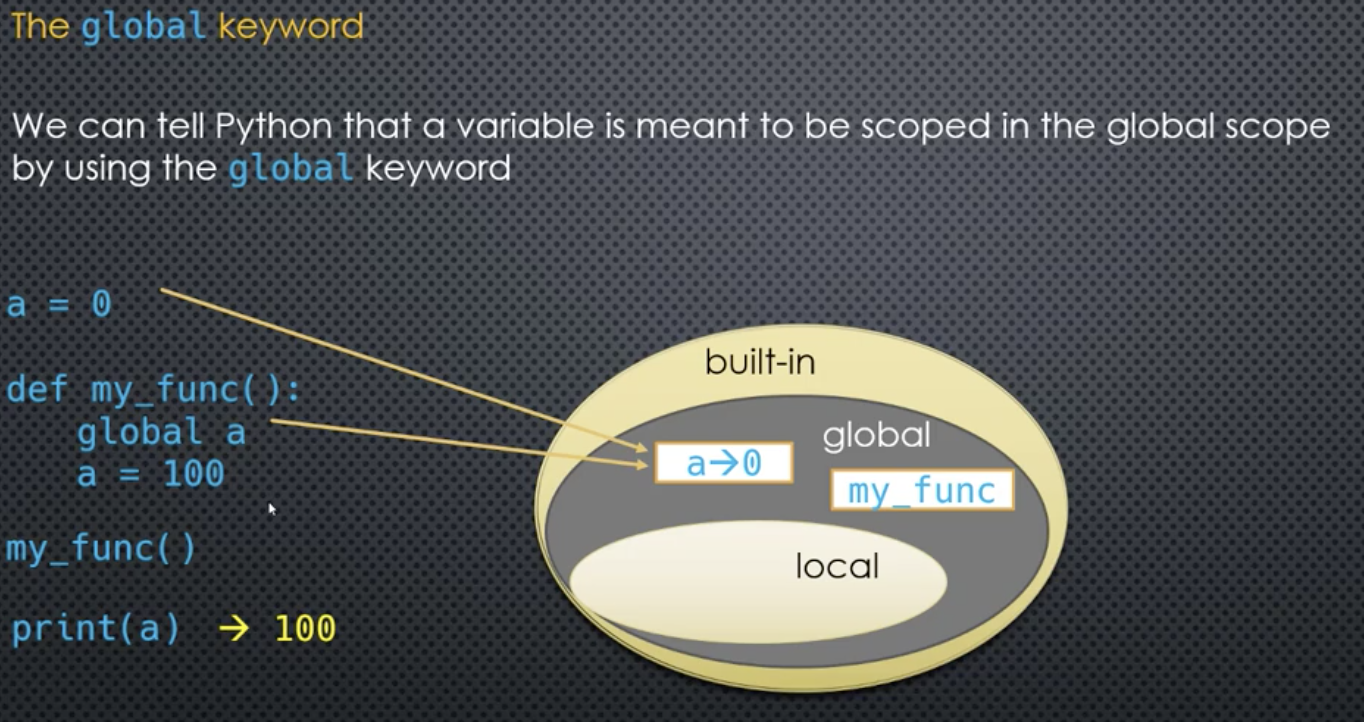 The global keyword
We can tell Python that a variable is meant to be scoped in the global scope
by using the global keyword
a = 0
def my_func():
    global a
    a = 100
my_func()
print(a) → 100
built-in
global
a→0
my_func
local